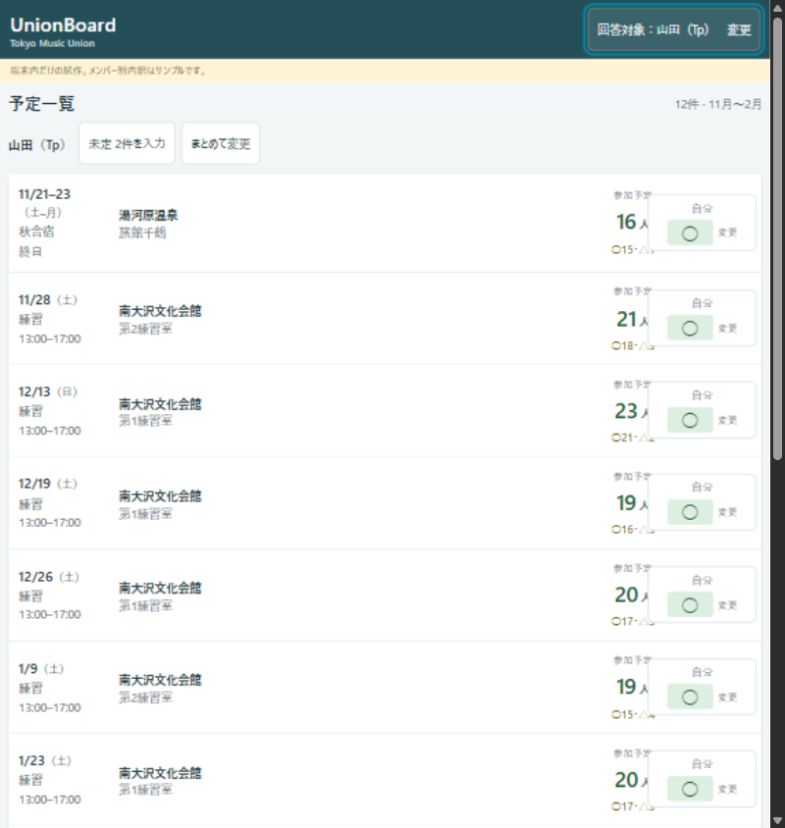 UnionBoard
Tokyo Music Union
回答対象：山田（Tp） 変更
端末内だけの試作。メンバー別内訳はサンプルです。
予定一覧
12件・11月～2月
山田（Tp） 未定 2件を入力 まとめて変更
11/21–23
（土–月）
秋合宿
終日
湯河原温泉
旅館千鶴
参加予定
16人
○15・△1
自分
○ 変更
11/28（土）
練習
13:00–17:00
南大沢文化会館
第2練習室
参加予定
21人
○18・△3
自分
○ 変更
12/13（日）
練習
13:00–17:00
南大沢文化会館
第1練習室
参加予定
23人
○21・△2
自分
○ 変更
12/19（土）
練習
13:00–17:00
南大沢文化会館
第1練習室
参加予定
19人
○16・△
自分
○ 変更
12/26（土）
練習
13:00–17:00
南大沢文化会館
第1練習室
参加予定
20人
○17・△
自分
○ 変更
1/9（土）
練習
13:00–17:00
南大沢文化会館
第2練習室
参加予定
19人
○15・△4
自分
○ 変更
1/23（土）
練習
13:00–17:00
南大沢文化会館
第1練習室
参加予定
20人
○17・△
自分
○ 変更